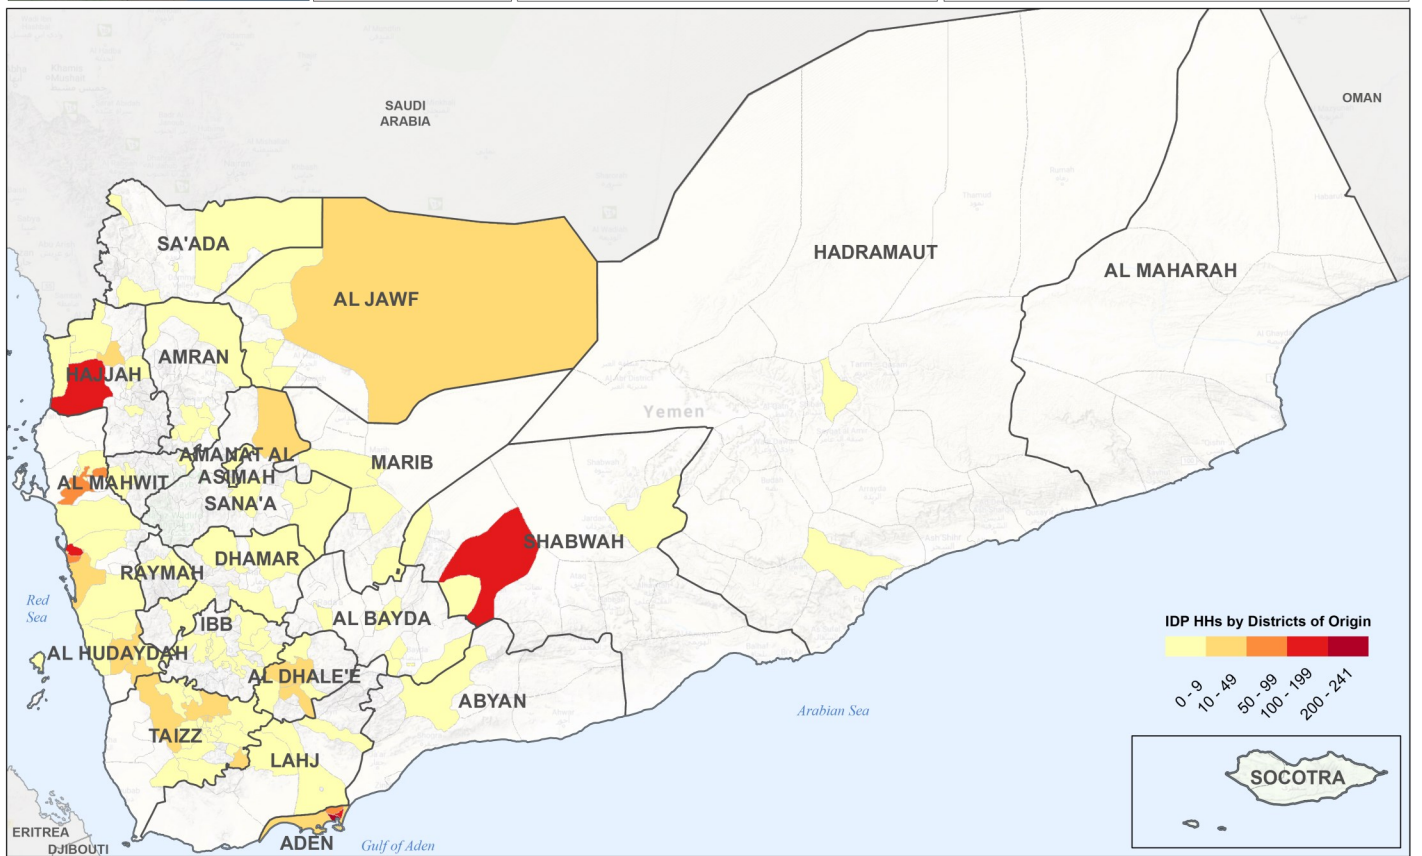 SAUDI
ARABIA
OMAN
SA'ADA
HADRAMAUT
AL MAHARAH
AL JAWF
AMRAN
HAJJAH
Yemen
AMANAT AL
ASIMAH
MARIB
AL MAHWIT
SANA'A
SHABWAH
DHAMAR
RAYMAH
Red
Sea
IBB
AL BAYDA
IDP HHs by Districts of Origin
0 - 9
10 - 49
50 - 99
100 - 199
200 - 241
AL HUDAYDAH
AL DHALE'E
ABYAN
Arabian Sea
TAIZZ
LAHJ
SOCOTRA
ERITREA
DJIBOUTI
ADEN
Gulf of Aden